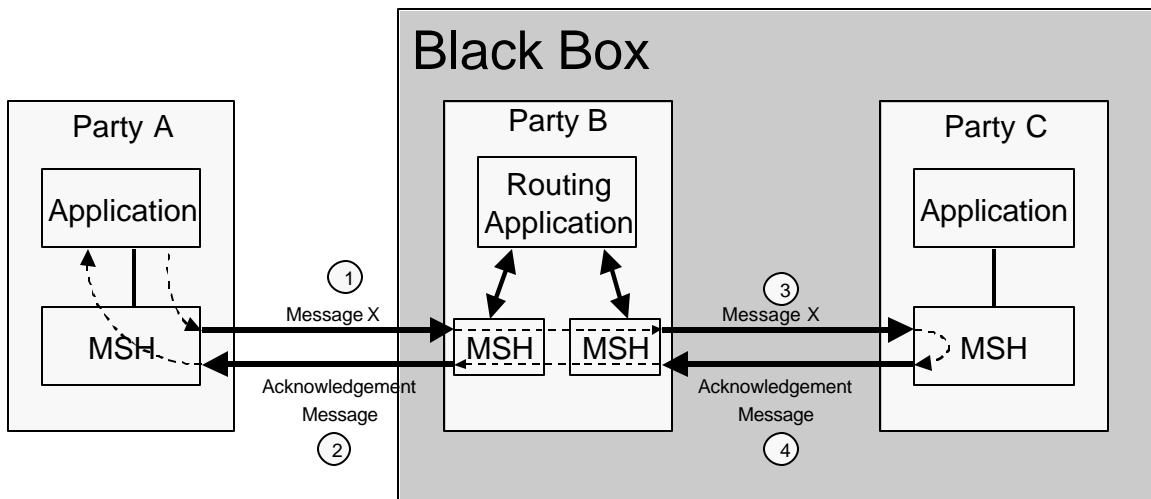 Black Box
Party A
Application
MSH
1
Message X
Acknowledgement
Message
2
Party B
Routing
Application
MSH
MSH
3
Message X
Acknowledgement
Message
4
Party C
Application
MSH